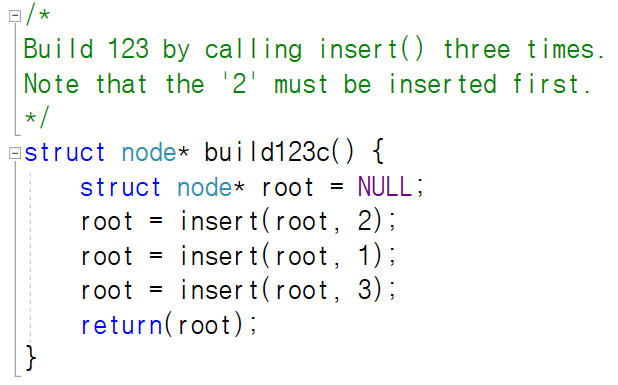 /*
Build 123 by calling insert() three times.
Note that the '2' must be inserted first.
*/
struct node* build123c() {
    struct node* root = NULL;
    root = insert(root, 2);
    root = insert(root, 1);
    root = insert(root, 3);
    return(root);
}